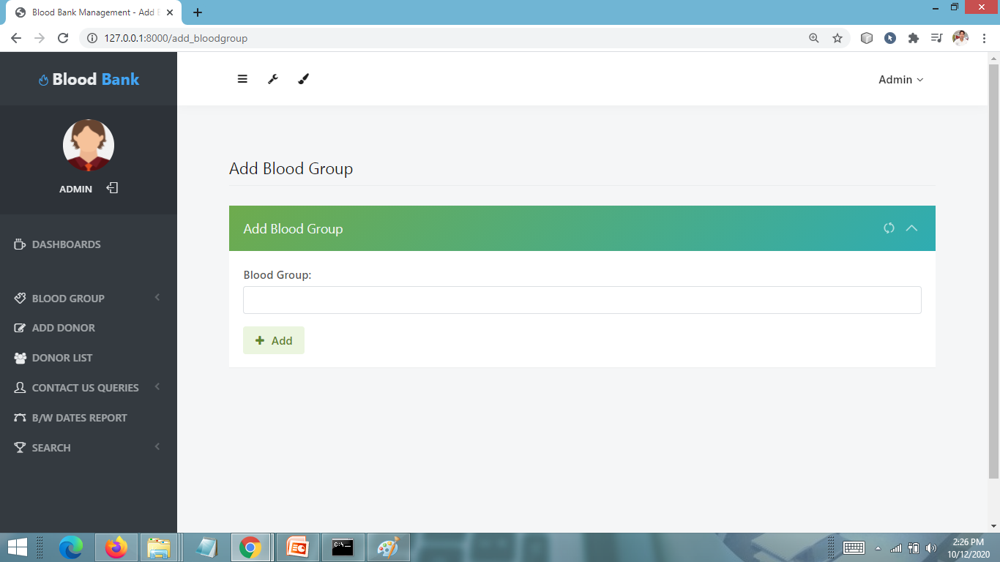 Blood Bank Management - Add
127.0.0.1:8000/add_bloodgroup
Blood Bank
Admin
ADMIN
Add Blood Group
DASHBOARDS
Add Blood Group
Blood Group:
BLOOD GROUP
ADD DONOR
Add
DONOR LIST
CONTACT US QUERIES
B/W DATES REPORT
SEARCH
C:\_
2:26 PM
10/12/2020